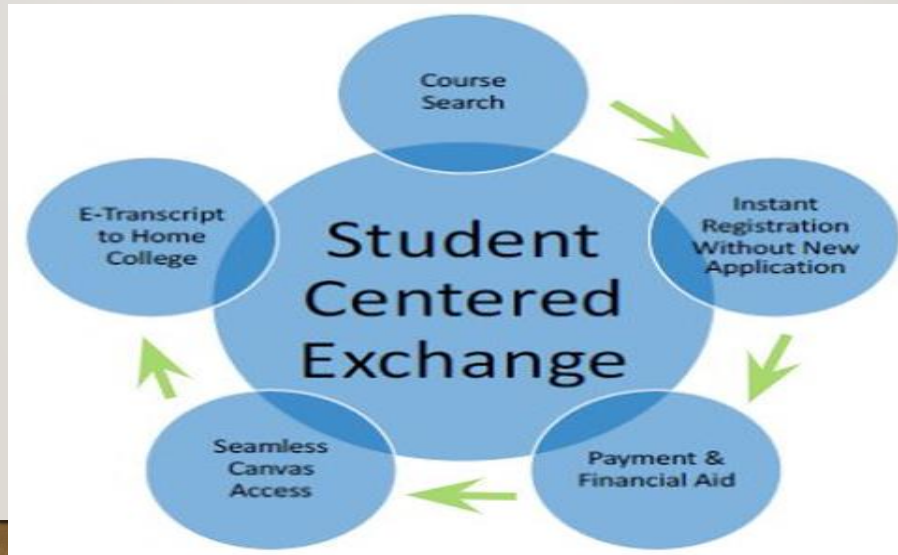 Course
Search
Instant
Registration
Without New
Application
Payment &
Financial Aid
Seamless
Canvas
Access
E-Transcript
to Home
College
Student
Centered
Exchange